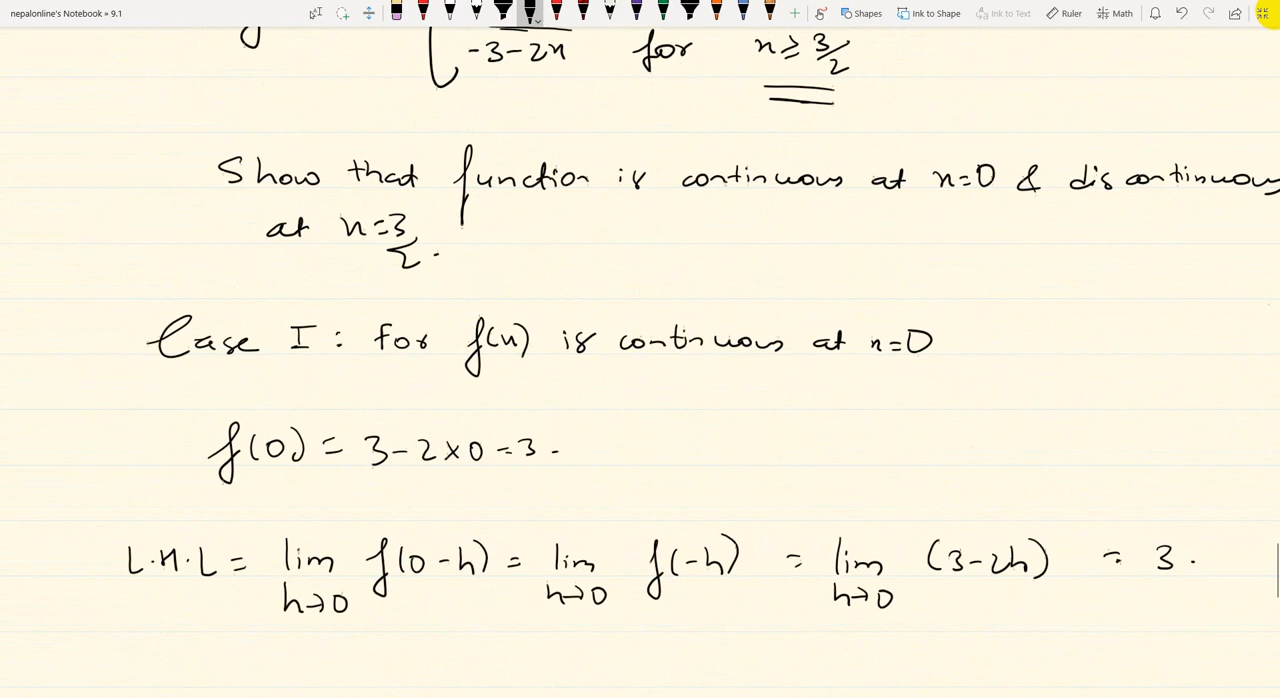 nepalonline's Notebook » 9.1
Shapes Ink to Shape Ink to Text Ruler Math
-3-2x for x ≥ 3/2
Show that function is continuous at x=0 & discontinuous
at x=3/2.
Case I : for f(x) is continuous at x=0
f(0) = 3-2×0 = 3.
L.H.L = lim h→0 f(0-h) = lim h→0 f(-h) = lim h→0 (3-2h) = 3.